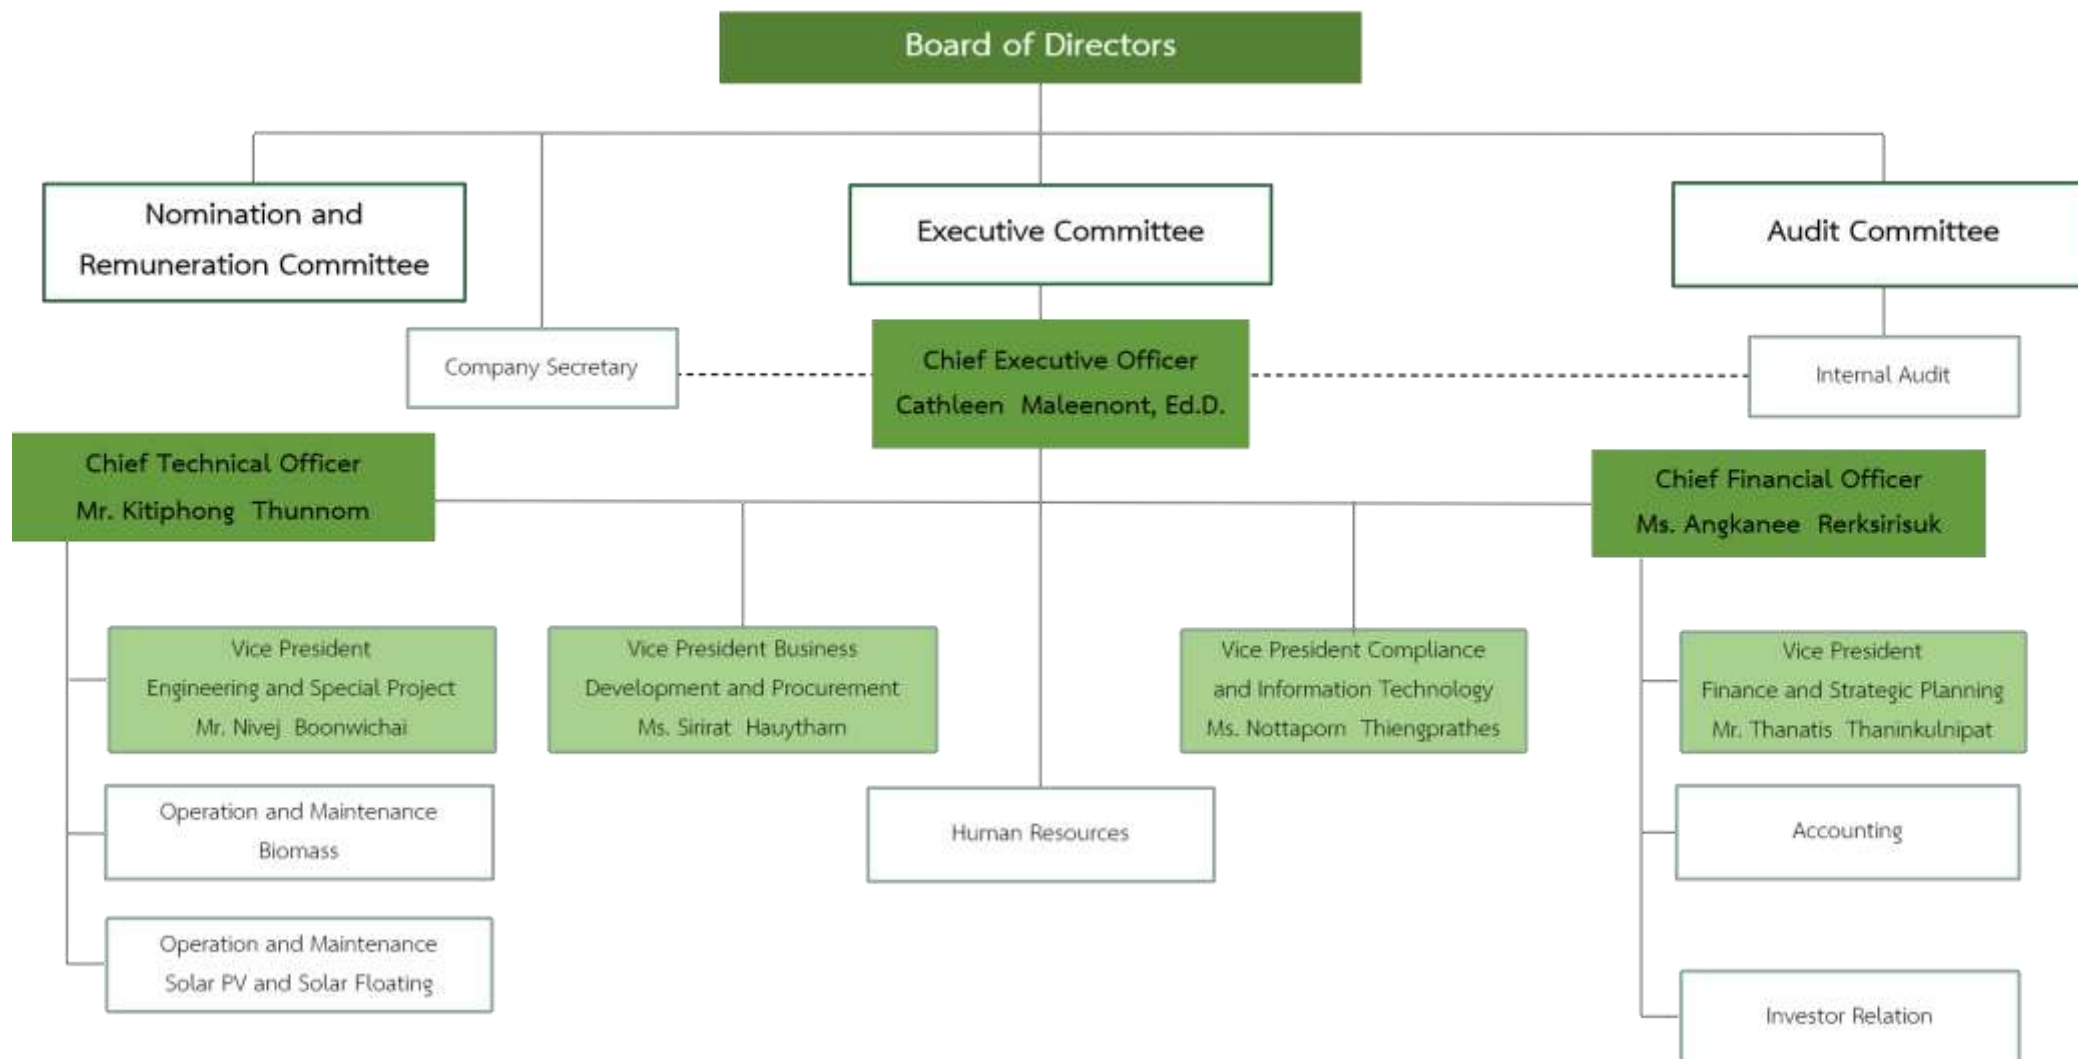 Board of Directors
Nomination and
Remuneration Committee
Executive Committee
Audit Committee
Company Secretary
Chief Executive Officer
Cathleen Maleenont, Ed.D.
Internal Audit
Chief Technical Officer
Mr. Kitiphong Thunnom
Chief Financial Officer
Ms. Angkanee Rerksirisuk
Vice President
Engineering and Special Project
Mr. Nivej Boonwichai
Vice President Business
Development and Procurement
Ms. Sirirat Hauytham
Vice President Compliance
and Information Technology
Ms. Nottaporn Thiengprathes
Vice President
Finance and Strategic Planning
Mr. Thanatis Thaninkulnipat
Operation and Maintenance
Biomass
Human Resources
Accounting
Operation and Maintenance
Solar PV and Solar Floating
Investor Relation